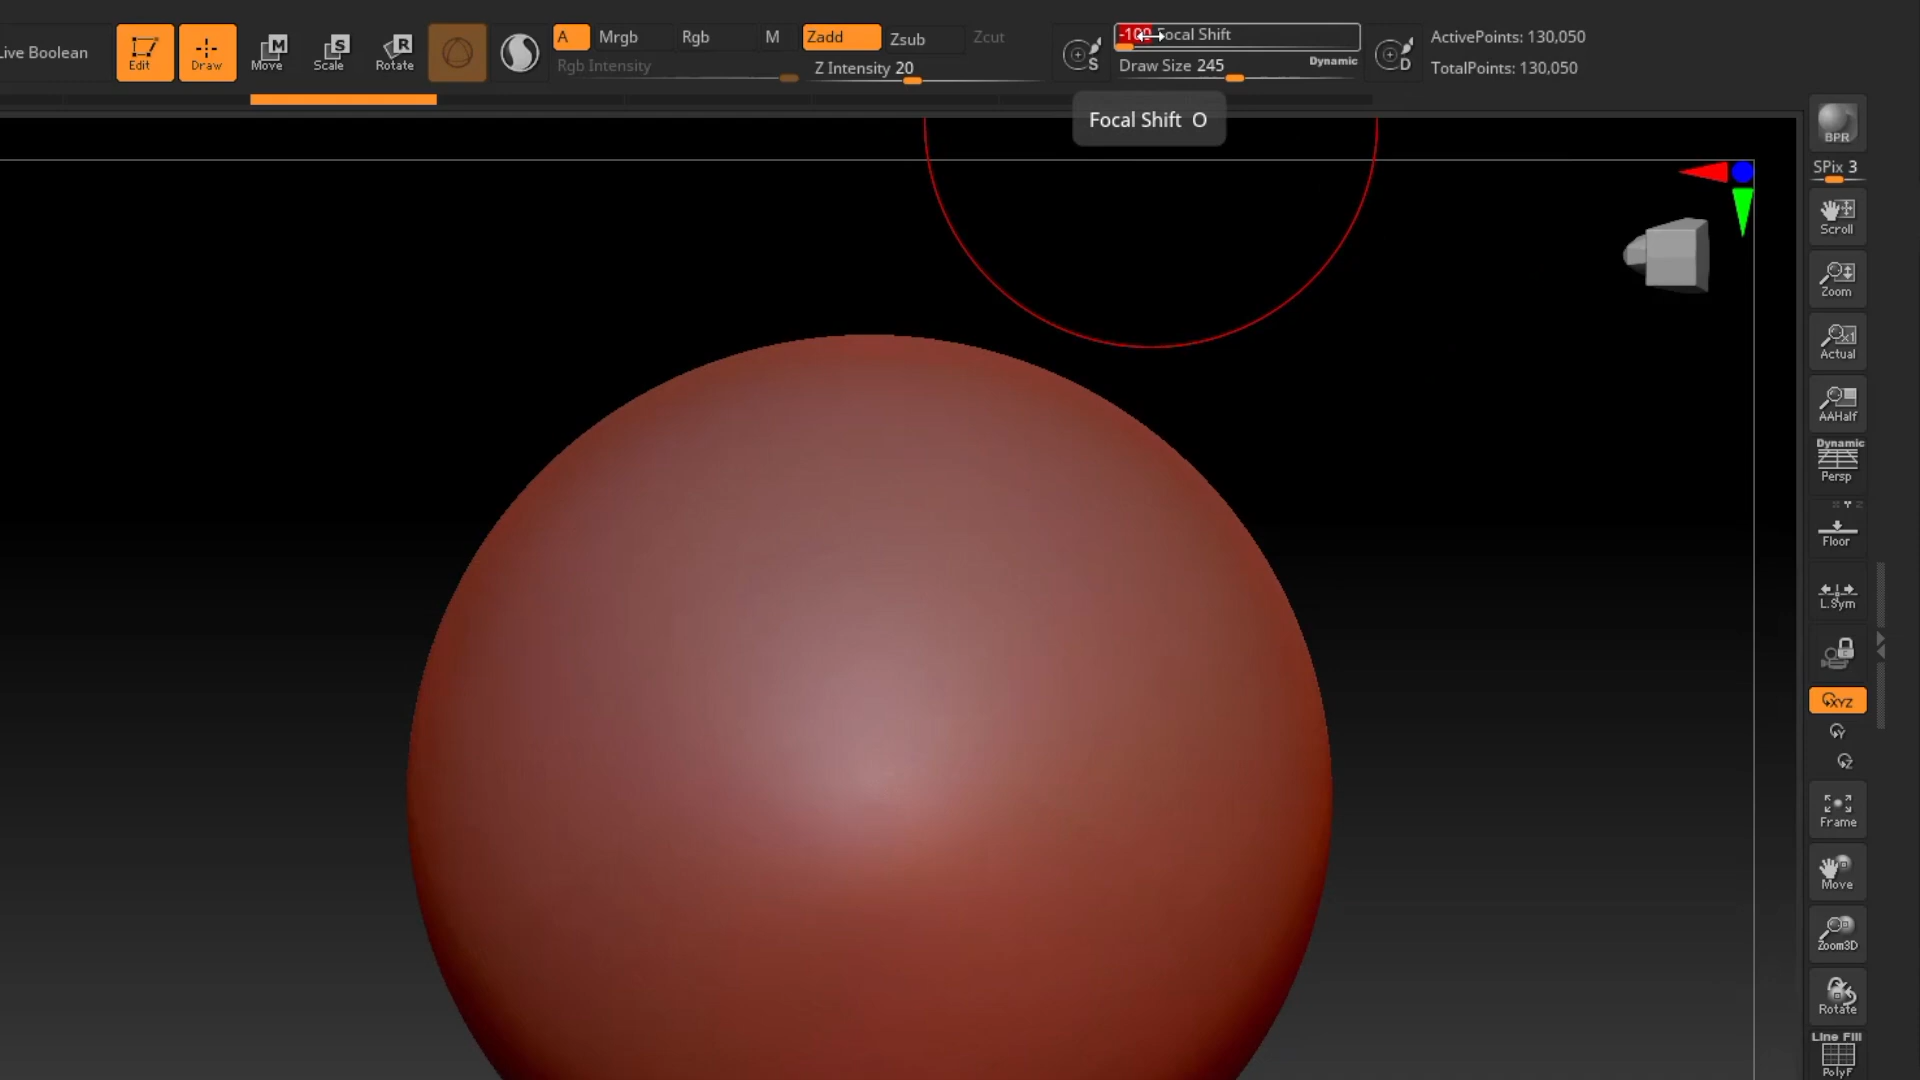 Live Boolean
Edit
Draw
M
Move
S
Scale
R
Rotate
A
Mrgb
Rgb
M
Zadd
Zsub
Zcut
Rgb Intensity
Z Intensity 20
S
-100 Focal Shift
Draw Size 245
Dynamic
D
ActivePoints: 130,050
TotalPoints: 130,050
Focal Shift O
BPR
SPix 3
Scroll
Zoom
Actual
AAHalf
Dynamic
Persp
Floor
L.Sym
XYZ
Y
Z
Frame
Move
Zoom3D
Rotate
Line Fill
PolyF